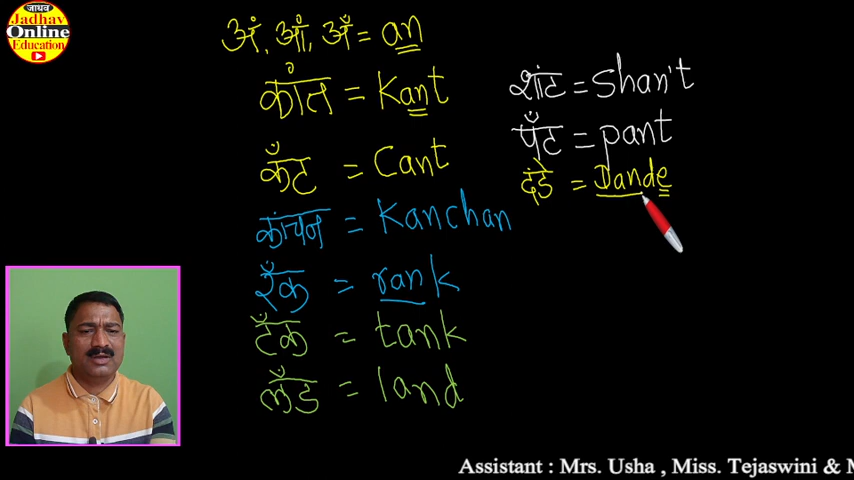 जाधव
Jadhav
Online
Education
अं, आं, अँ = an
कांत = Kant
कँट = Cant
कांचन = Kanchan
रँक = rank
टँक = tank
लँड = land
शांट = Shan't
पँट = pant
दंडे = Dande
Assistant : Mrs. Usha , Miss. Tejaswini & M